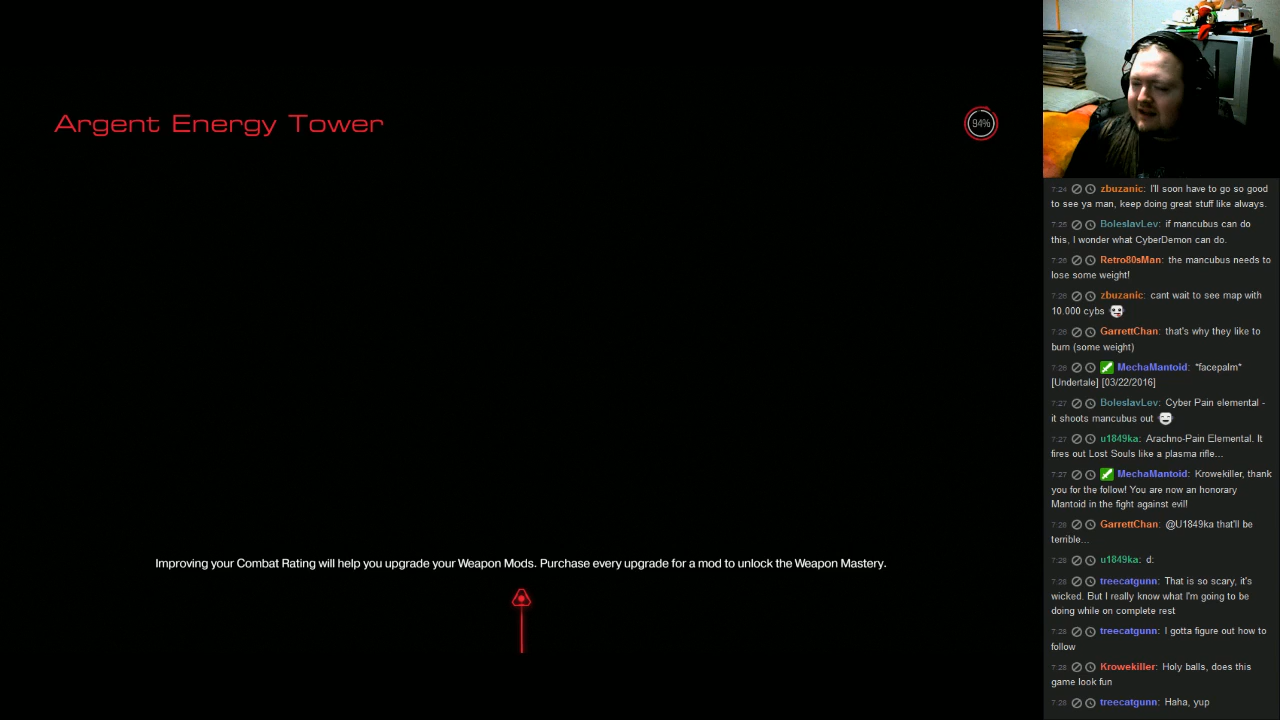 Argent Energy Tower
84%
Improving your Combat Rating will help you upgrade your Weapon Mods. Purchase every upgrade for a mod to unlock the Weapon Mastery.
7:24 zbuzanic: I'll soon have to go so good
to see ya man, keep doing great stuff like always.
7:25 BoleslavLev: if mancubus can do
this, I wonder what CyberDemon can do.
7:26 Retro80sMan: the mancubus needs to
lose some weight!
7:26 zbuzanic: cant wait to see map with
10.000 cybs
7:26 GarrettChan: that's why they like to
burn (some weight)
7:26 MechaMantoid: *facepalm*
[Undertale] [03/22/2016]
7:27 BoleslavLev: Cyber Pain elemental -
it shoots mancubus out
7:27 u1849ka: Arachno-Pain Elemental. It
fires out Lost Souls like a plasma rifle...
7:27 MechaMantoid: Krowekiller, thank
you for the follow! You are now an honorary
Mantoid in the fight against evil!
7:28 GarrettChan: @U1849ka that'll be
terrible...
7:28 u1849ka: d:
7:28 treecatgunn: That is so scary, it's
wicked. But I really know what I'm going to be
doing while on complete rest
7:28 treecatgunn: I gotta figure out how to
follow
7:28 Krowekiller: Holy balls, does this
game look fun
7:28 treecatgunn: Haha, yup